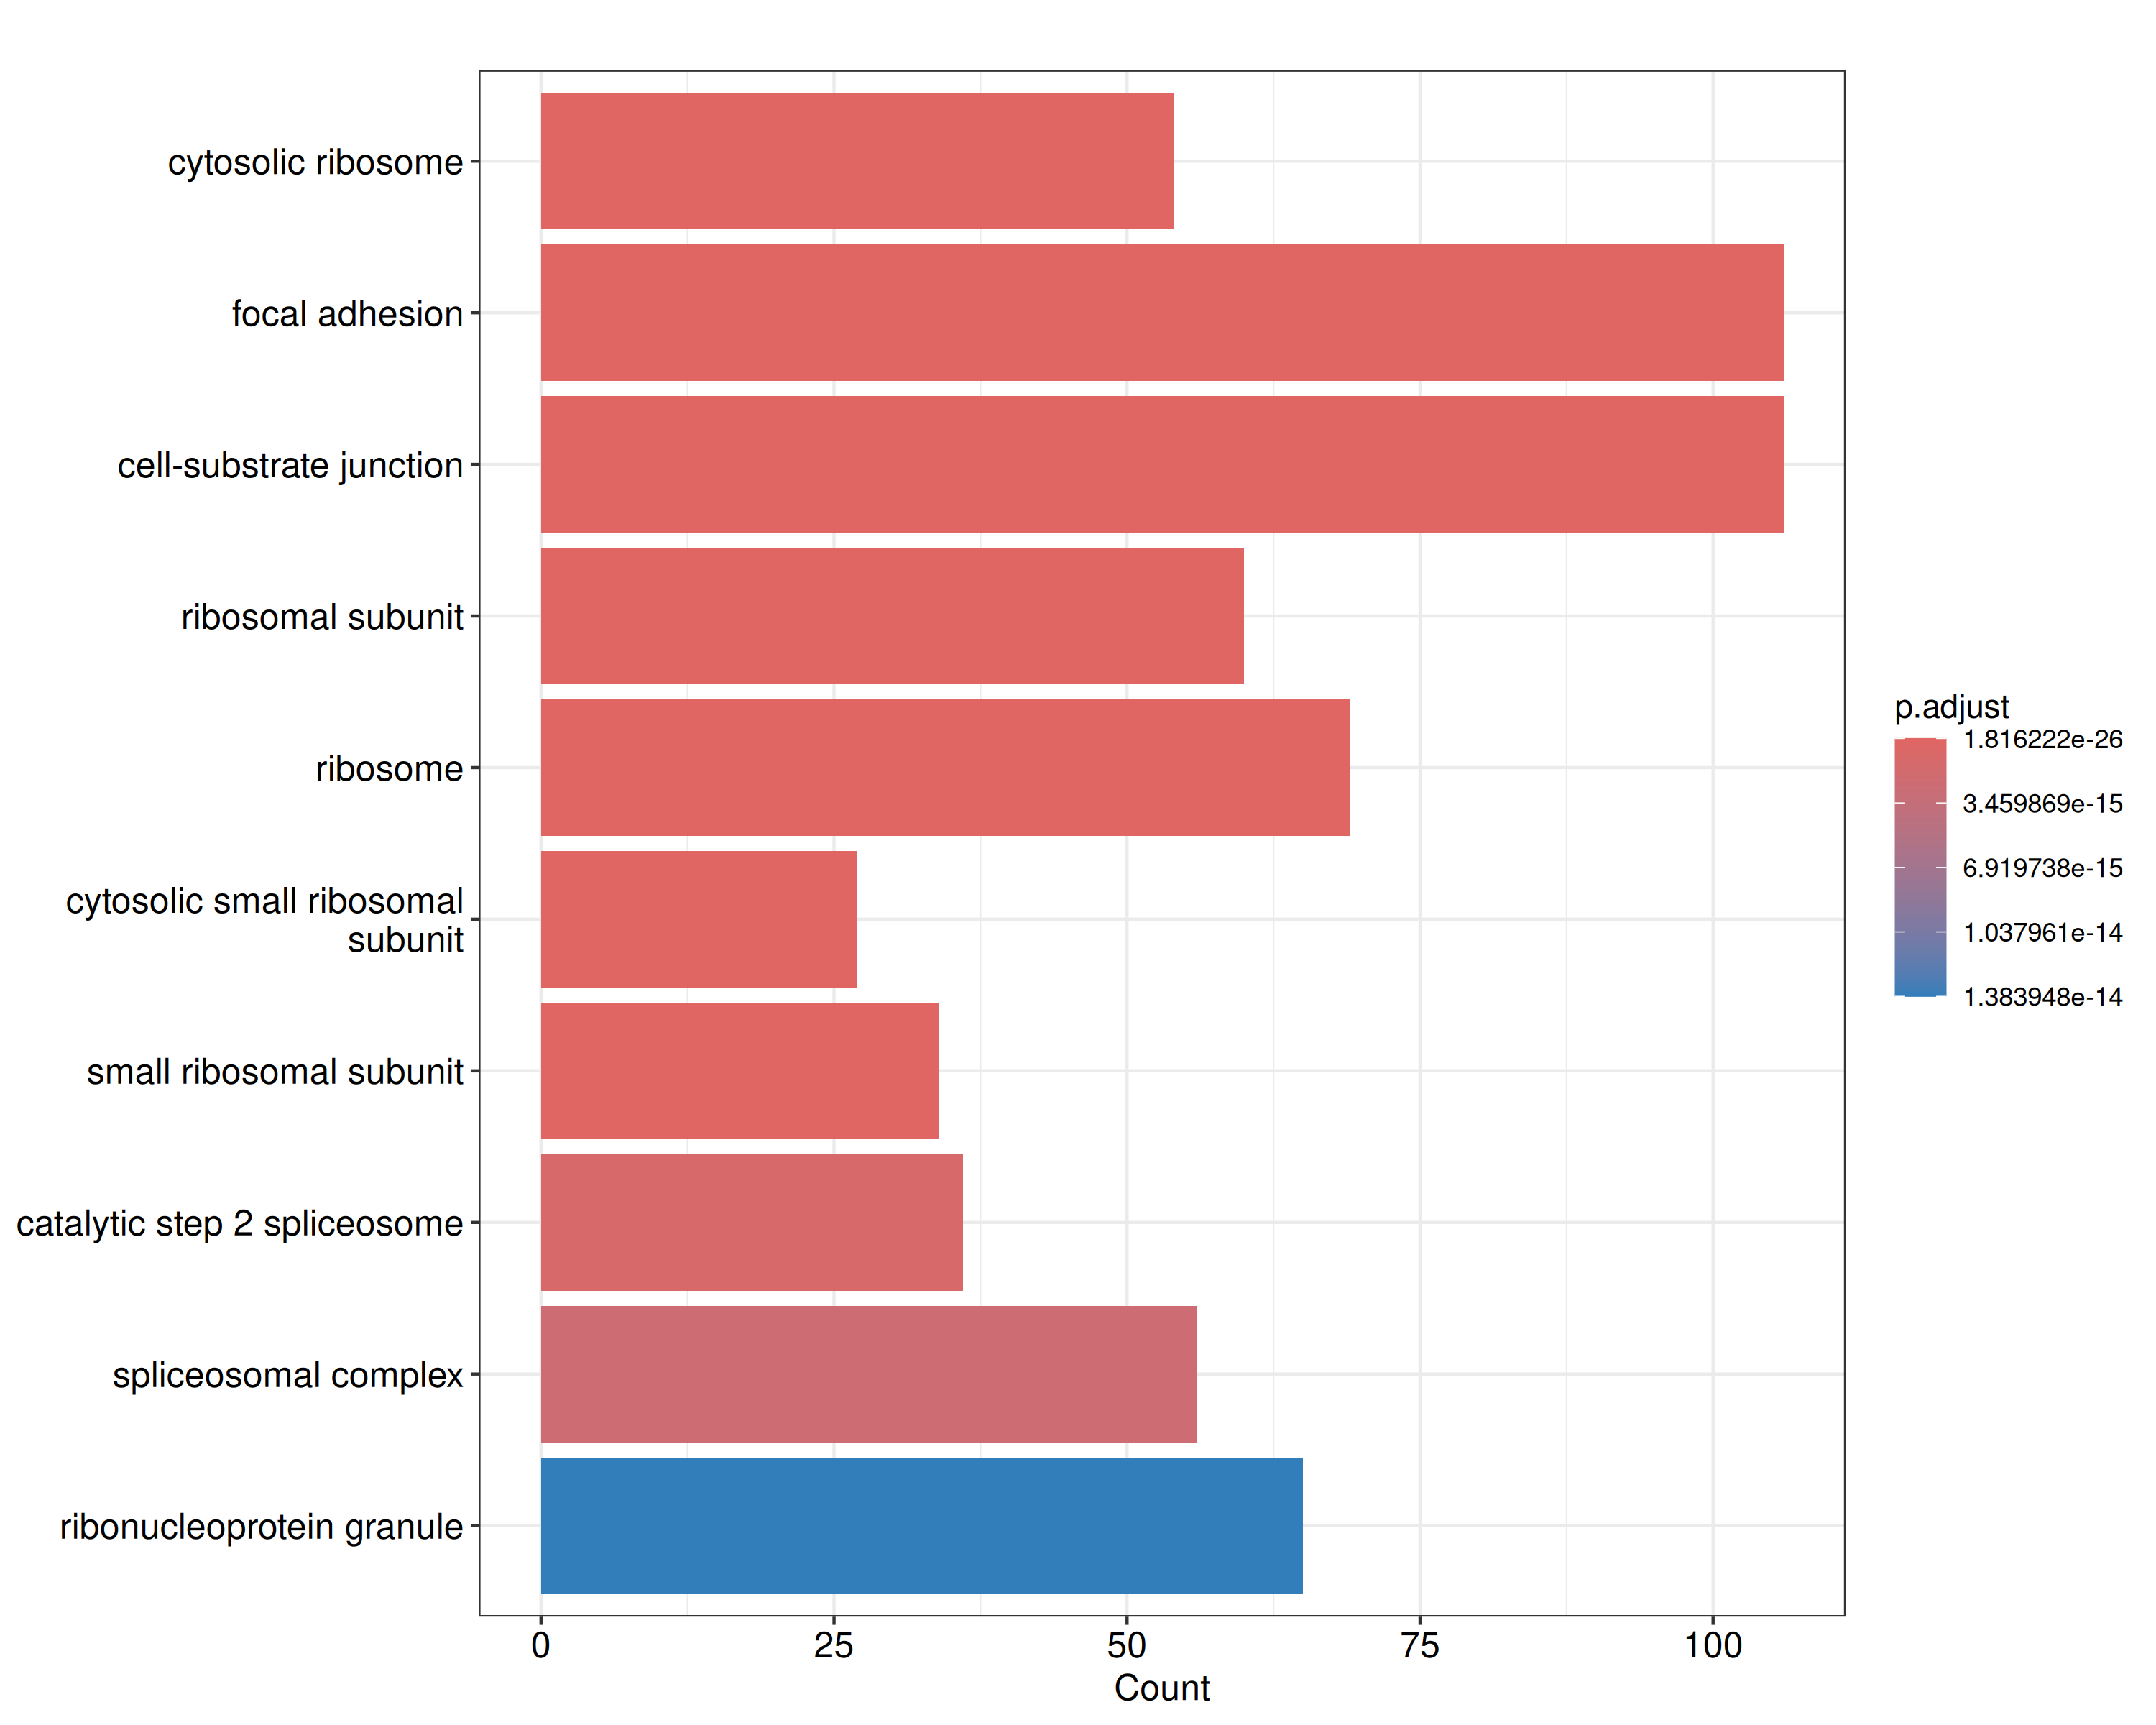 cytosolic ribosome
focal adhesion
cell-substrate junction
ribosomal subunit
ribosome
cytosolic small ribosomal
subunit
small ribosomal subunit
catalytic step 2 spliceosome
spliceosomal complex
ribonucleoprotein granule
0 25 50 75 100
Count
p.adjust
1.816222e-26
3.459869e-15
6.919738e-15
1.037961e-14
1.383948e-14